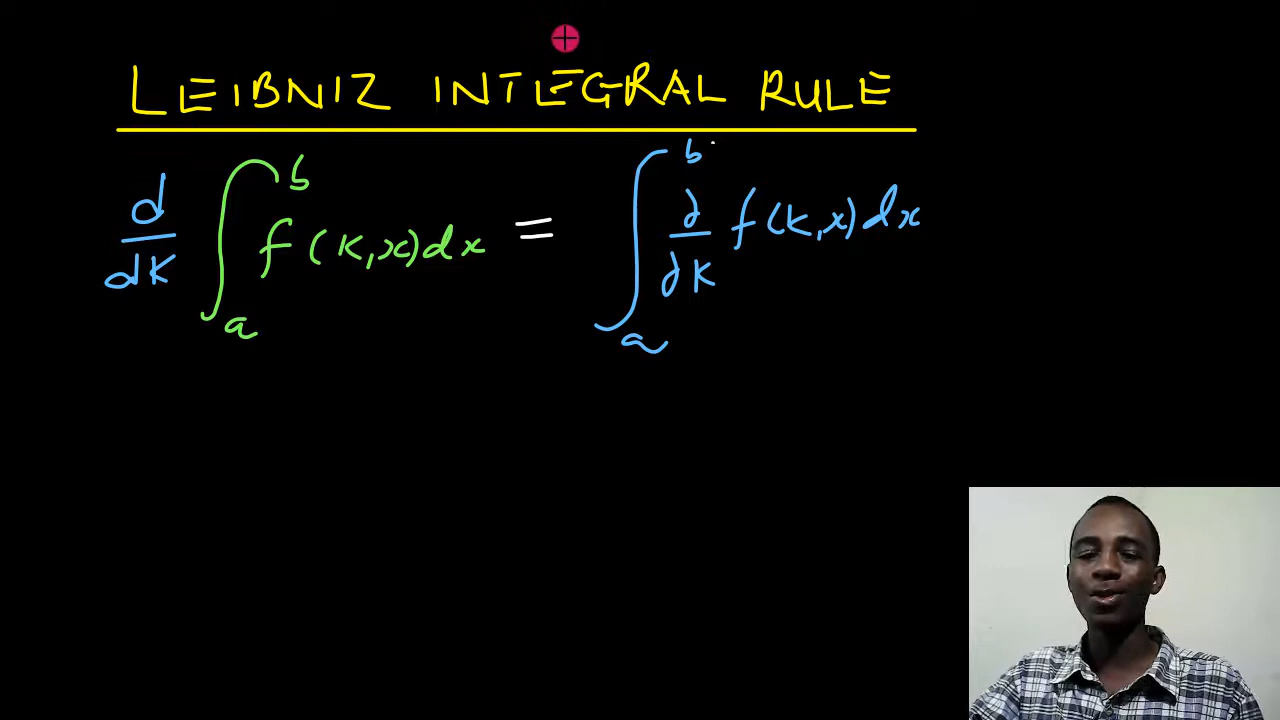 LEIBNIZ INTEGRAL RULE
d/dK ∫_a^b f(K,x)dx = ∫_a^b ∂/∂K f(K,x)dx